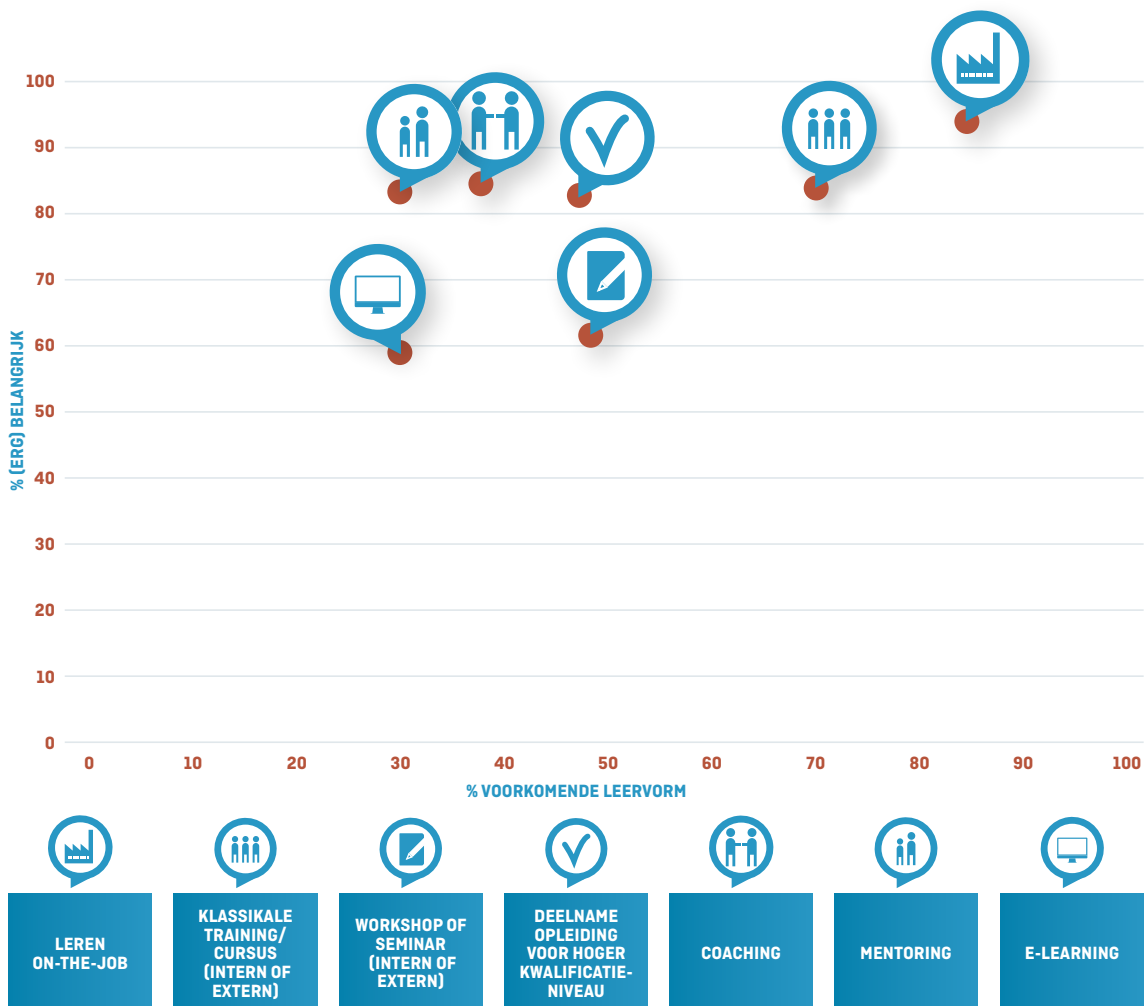 100
90
80
70
60
50
40
30
20
10
0
% (ERG) BELANGRIJK
0 10 20 30 40 50 60 70 80 90 100
% VOORKOMENDE LEERVORM
LEREN
ON-THE-JOB
KLASSIKALE
TRAINING/
CURSUS
(INTERN OF
EXTERN)
WORKSHOP OF
SEMINAR
(INTERN OF
EXTERN)
DEELNAME
OPLEIDING
VOOR HOGER
KWALIFICATIE-
NIVEAU
COACHING
MENTORING
E-LEARNING